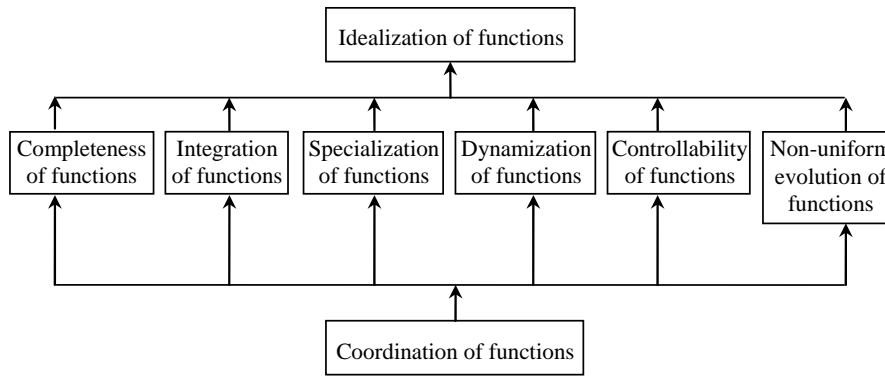 Idealization of functions
Completeness
of functions
Integration
of functions
Specialization
of functions
Dynamization
of functions
Controllability
of functions
Non-uniform
evolution of
functions
Coordination of functions